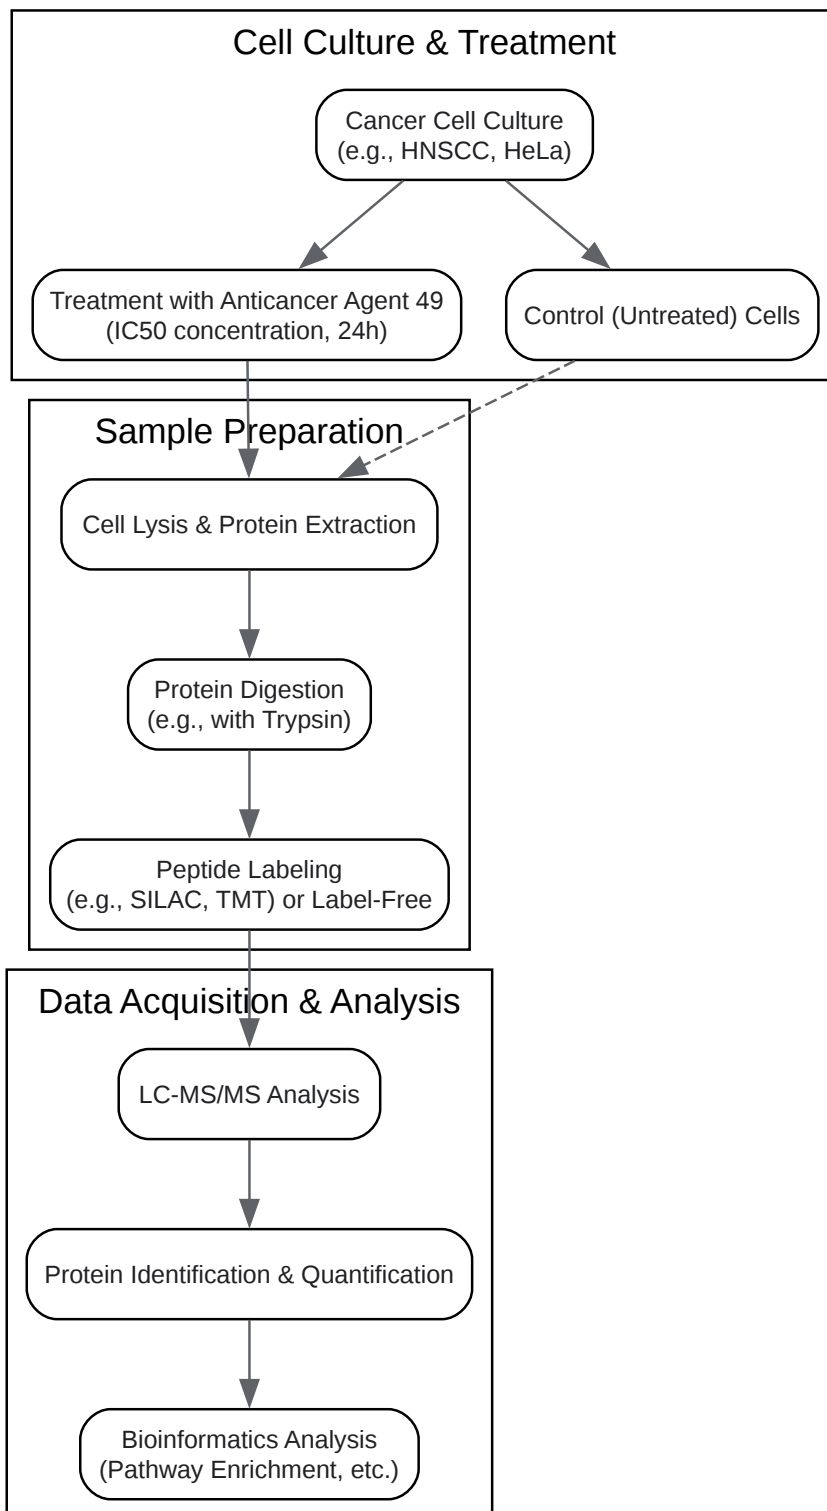 Cell Culture & Treatment
Cancer Cell Culture
(e.g., HNSCC, HeLa)
Treatment with Anticancer Agent 49
(IC50 concentration, 24h)
Control (Untreated) Cells
Sample Preparation
Cell Lysis & Protein Extraction
Protein Digestion
(e.g., with Trypsin)
Peptide Labeling
(e.g., SILAC, TMT) or Label-Free
Data Acquisition & Analysis
LC-MS/MS Analysis
Protein Identification & Quantification
Bioinformatics Analysis
(Pathway Enrichment, etc.)